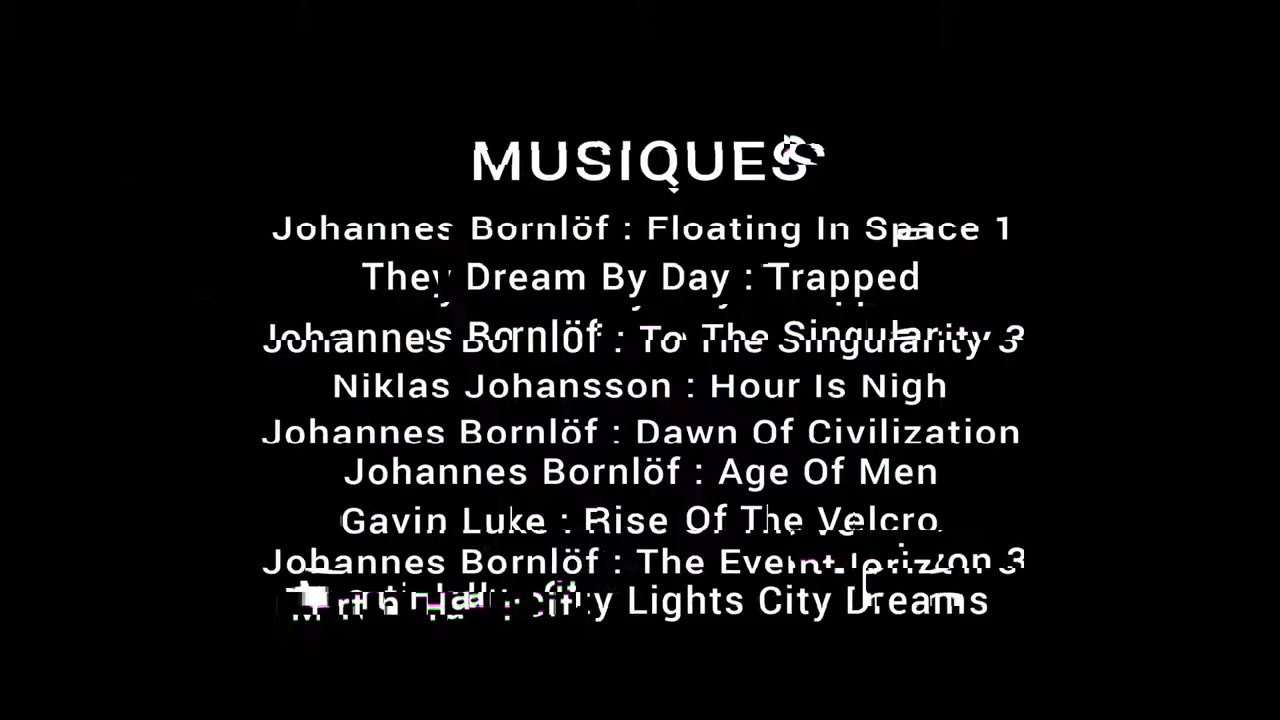 MUSIQUES
Johannes Bornlöf : Floating In Space 1
They Dream By Day : Trapped
Johannes Bornlöf : To The Singularity 3
Niklas Johansson : Hour Is Nigh
Johannes Bornlöf : Dawn Of Civilization
Johannes Bornlöf : Age Of Men
Gavin Luke : Rise Of The Velcro
Johannes Bornlöf : The Event Horizon 3
: City Lights City Dreams